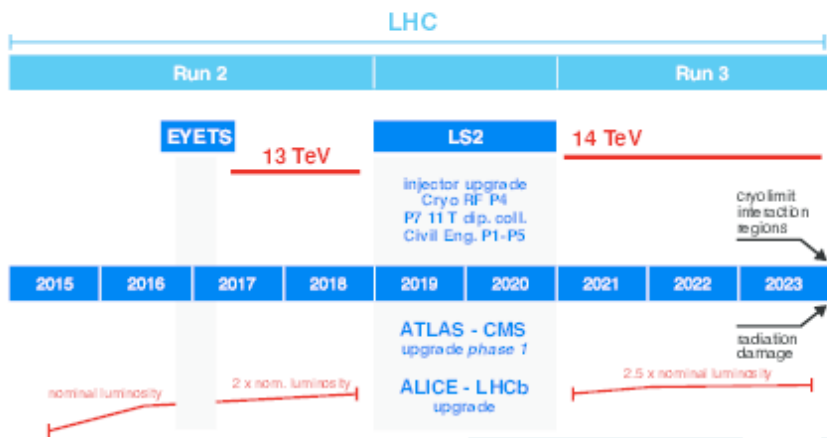 LHC
Run 2
Run 3
EYETS
LS2
13 TeV
14 TeV
injector upgrade
Cryo RF P4
P7 11 T dip. coll.
Civil Eng. P1-P5
cryolimit
interaction
regions
2015 2016 2017 2018 2019 2020 2021 2022 2023
ATLAS - CMS
upgrade phase 1
ALICE - LHCb
upgrade
radiation
damage
nominal luminosity
2 x nom. luminosity
2.5 x nominal luminosity